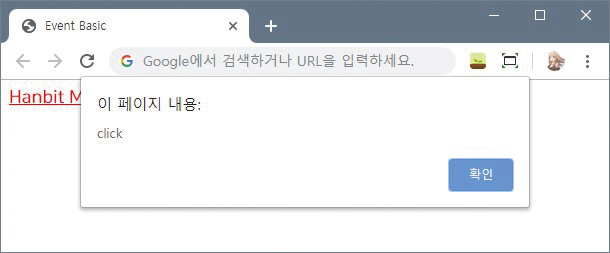 Event Basic
Google에서 검색하거나 URL을 입력하세요.
Hanbit M
이 페이지 내용:
click
확인